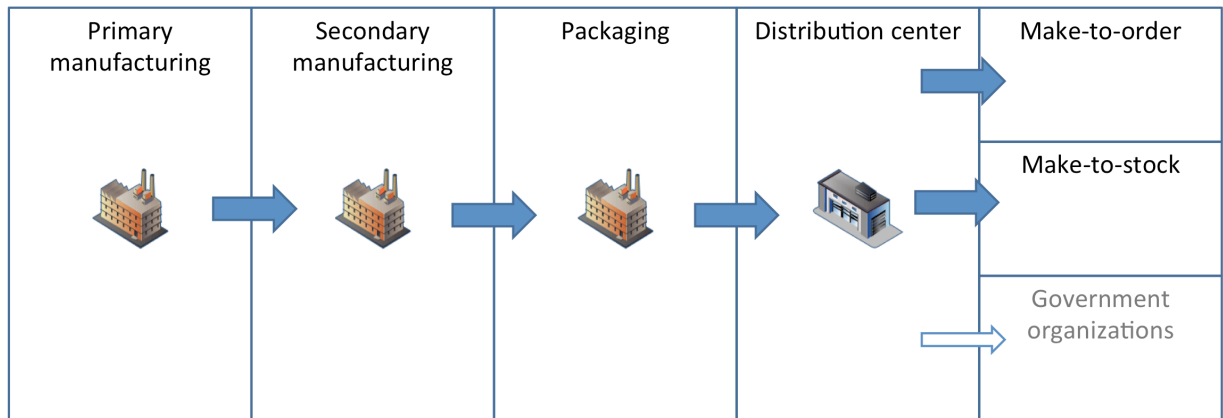 Primary
manufacturing
Secondary
manufacturing
Packaging
Distribution center
Make-to-order
Make-to-stock
Government
organizations